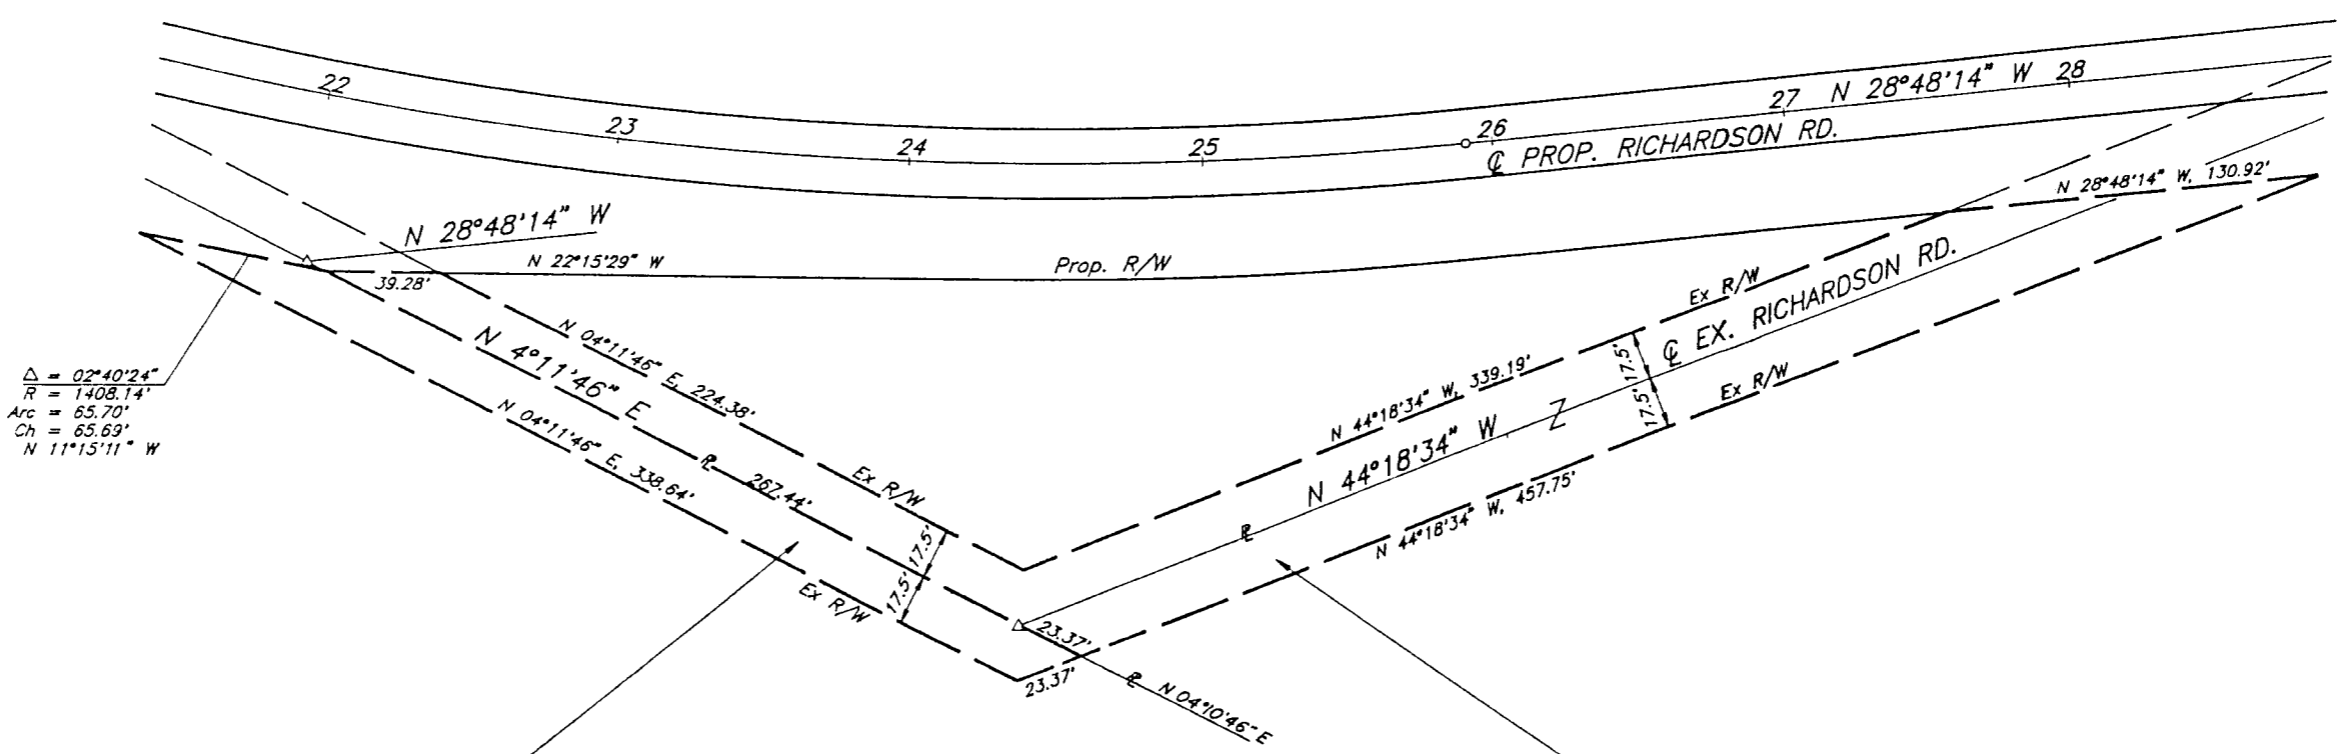 22
23
24
25
26
27
N 28°48'14" W
28
℄ PROP. RICHARDSON RD.
N 28°48'14" W, 130.92'
N 28°48'14" W
N 22°15'29" W
Prop. R/W
39.28'
Ex R/W
℄ EX. RICHARDSON RD.
Δ = 02°40'24"
R = 1408.14'
Arc = 65.70'
Ch = 65.69'
N 11°15'11" W
N 04°11'46" E, 224.38'
N 4°11'46" E
N 04°11'46" E, 338.64'
N 44°18'34" W, 339.19'
17.5'
17.5'
Ex R/W
N 44°18'34" W
Z
N 44°18'34" W, 457.75'
℄
267.44'
Ex R/W
17.5'
17.5'
Ex R/W
℄
23.37'
23.37'
℄ N 04°10'46" E